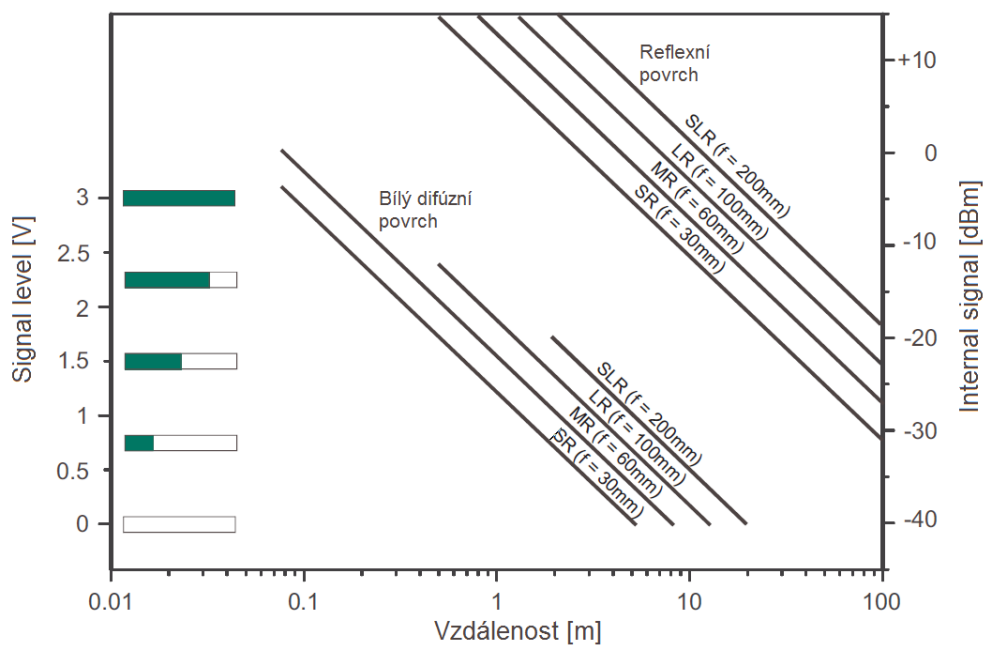 Signal level [V]
3
2.5
2
1.5
1
0.5
0
Bílý difúzní
povrch
SLR (f = 200mm)
LR (f = 100mm)
MR (f = 60mm)
SR (f = 30mm)
Reflexní
povrch
SLR (f = 200mm)
LR (f = 100mm)
MR (f = 60mm)
SR (f = 30mm)
+10
0
-10
-20
-30
-40
Internal signal [dBm]
0.01
0.1
1
10
100
Vzdálenost [m]